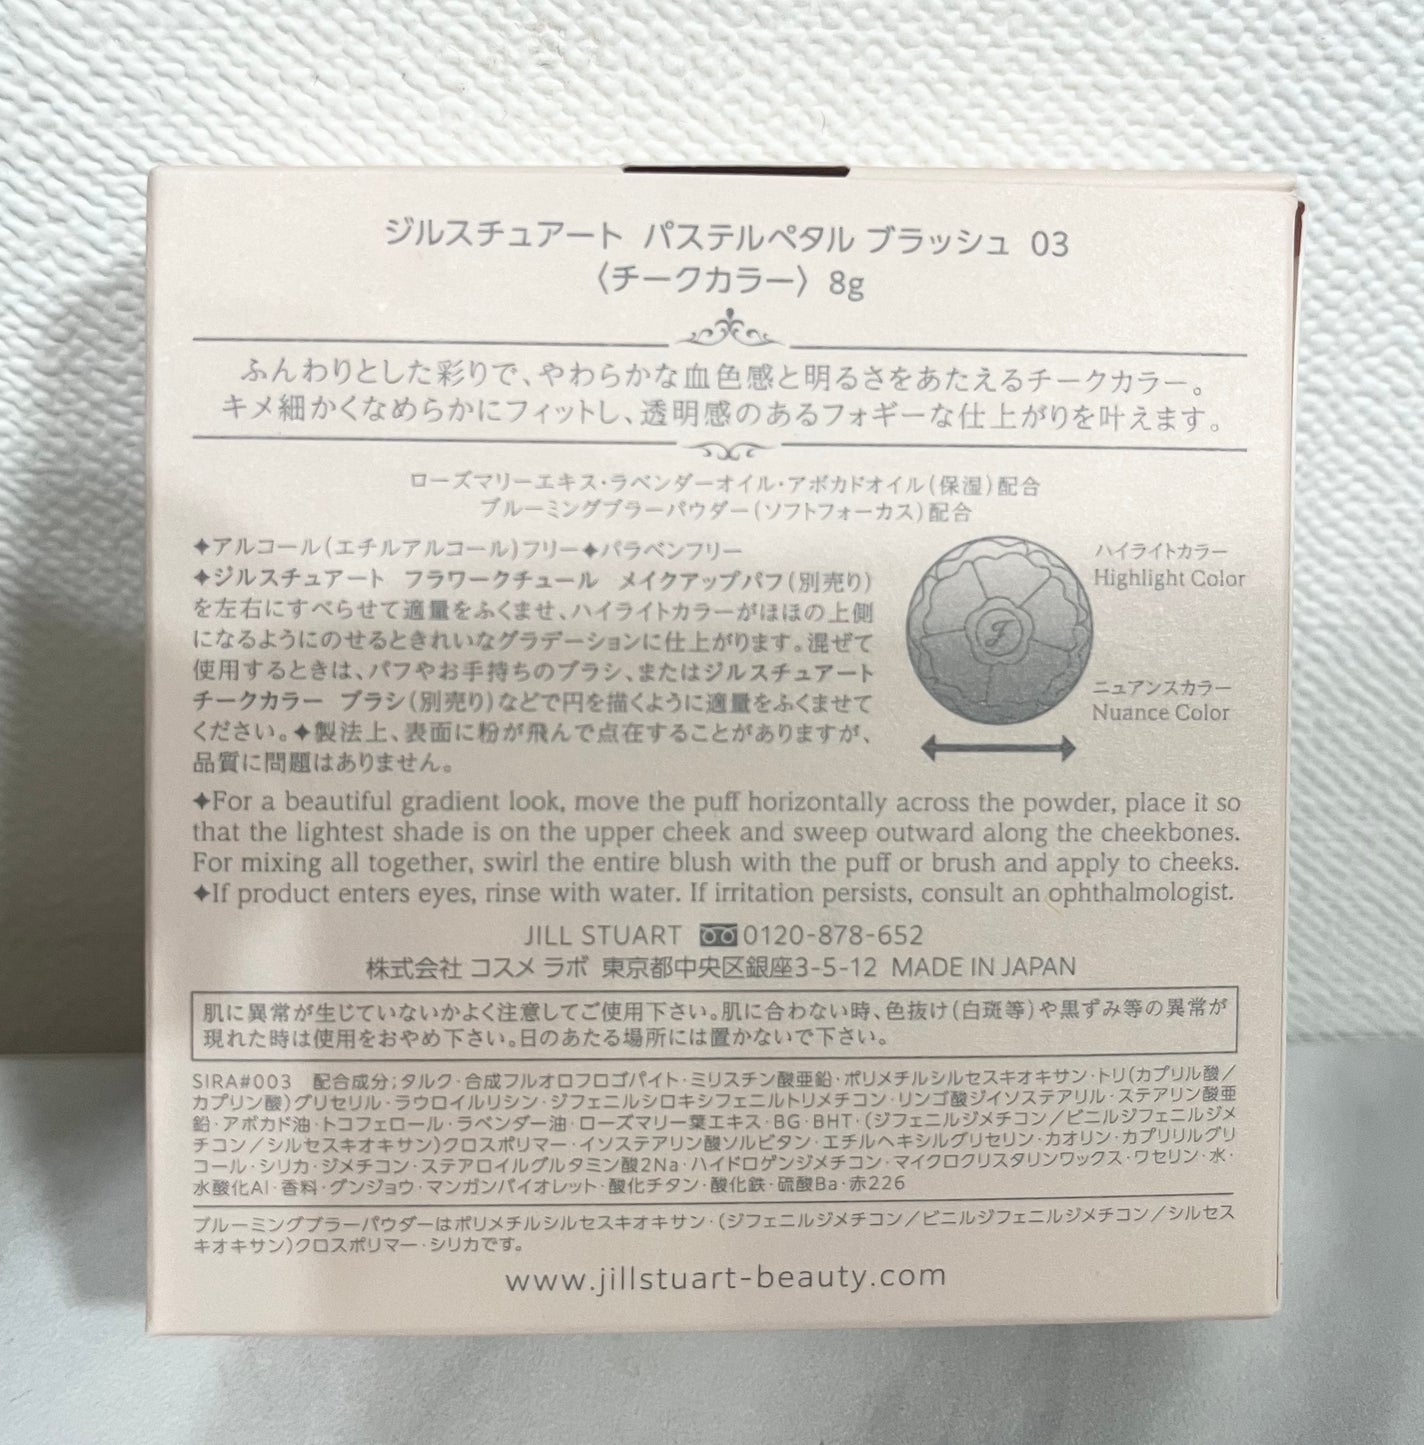 ジルスチュアート パステルペタル ブラッシュ 03
〈チークカラー〉 8g
ふんわりとした彩りで、やわらかな血色感と明るさをあたえるチークカラー。
キメ細かくなめらかにフィットし、透明感のあるフォギーな仕上がりを叶えます。
ローズマリーエキス・ラベンダーオイル・アボカドオイル(保湿)配合
ブルーミングブラーパウダー(ソフトフォーカス)配合
✦アルコール(エチルアルコール)フリー✦パラベンフリー
✦ジルスチュアート フラワークチュール メイクアップパフ(別売り)
を左右にすべらせて適量をふくませ、ハイライトカラーがほほの上側
になるようにのせるときれいなグラデーションに仕上がります。混ぜて
使用するときは、パフやお手持ちのブラシ、またはジルスチュアート
チークカラー ブラシ(別売り)などで円を描くように適量をふくませて
ください。✦製法上、表面に粉が飛んで点在することがありますが、
品質に問題はありません。
ハイライトカラー
Highlight Color
J
ニュアンスカラー
Nuance Color
✦For a beautiful gradient look, move the puff horizontally across the powder, place it so
that the lightest shade is on the upper cheek and sweep outward along the cheekbones.
For mixing all together, swirl the entire blush with the puff or brush and apply to cheeks.
✦If product enters eyes, rinse with water. If irritation persists, consult an ophthalmologist.
JILL STUART 0120-878-652
株式会社 コスメ ラボ 東京都中央区銀座3-5-12 MADE IN JAPAN
肌に異常が生じていないかよく注意してご使用下さい。肌に合わない時、色抜け(白斑等)や黒ずみ等の異常が
現れた時は使用をおやめ下さい。日のあたる場所には置かないで下さい。
SIRA#003 配合成分;タルク・合成フルオロフロゴパイト・ミリスチン酸亜鉛・ポリメチルシルセスキオキサン・トリ(カプリル酸/
カプリン酸)グリセリル・ラウロイルリシン・ジフェニルシロキシフェニルトリメチコン・リンゴ酸ジイソステアリル・ステアリン酸亜
鉛・アボカド油・トコフェロール・ラベンダー油・ローズマリー葉エキス・BG・BHT・(ジフェニルジメチコン/ビニルジフェニルジメ
チコン/シルセスキオキサン)クロスポリマー・イソステアリン酸ソルビタン・エチルヘキシルグリセリン・カオリン・カプリリルグリ
コール・シリカ・ジメチコン・ステアロイルグルタミン酸2Na・ハイドロゲンジメチコン・マイクロクリスタリンワックス・ワセリン・水・
水酸化Al・香料・グンジョウ・マンガンバイオレット・酸化チタン・酸化鉄・硫酸Ba・赤226
ブルーミングブラーパウダーはポリメチルシルセスキオキサン・(ジフェニルジメチコン/ビニルジフェニルジメチコン/シルセス
キオキサン)クロスポリマー・シリカです。
www.jillstuart-beauty.com